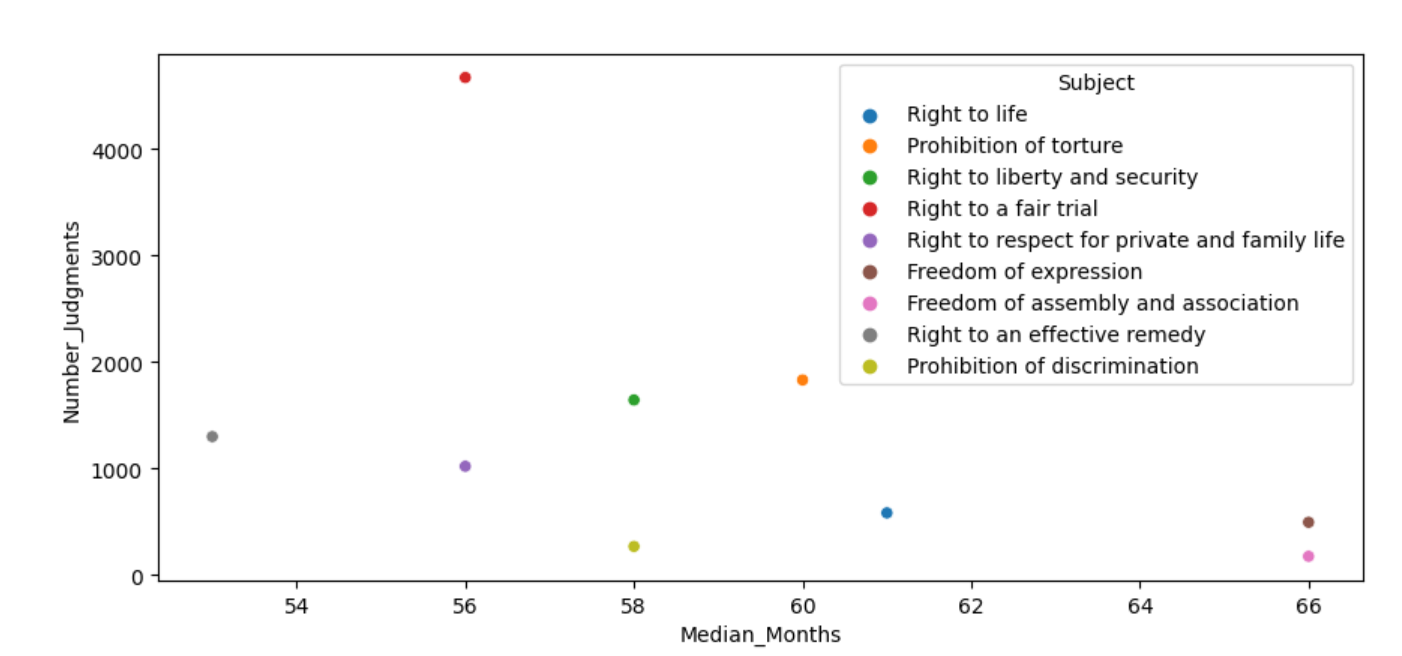 Subject
Right to life
Prohibition of torture
Right to liberty and security
Right to a fair trial
Right to respect for private and family life
Freedom of expression
Freedom of assembly and association
Right to an effective remedy
Prohibition of discrimination
Number_Judgments
4000
3000
2000
1000
0
54
56
58
60
62
64
66
Median_Months